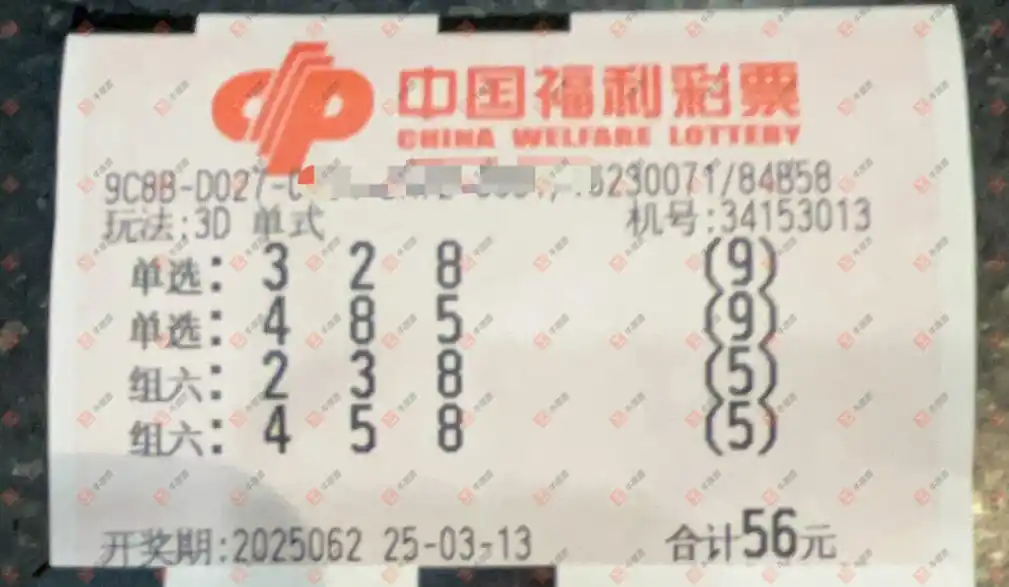 中国福利彩票
CHINA WELFARE LOTTERY
9C8B-D027- 0230071/84858
玩法:3D 单式 机号:34153013
单选: 3 2 8 (9)
单选: 4 8 5 (9)
组六: 2 3 8 (5)
组六: 4 5 8 (5)
开奖期:2025062 25-03-13 合计56元